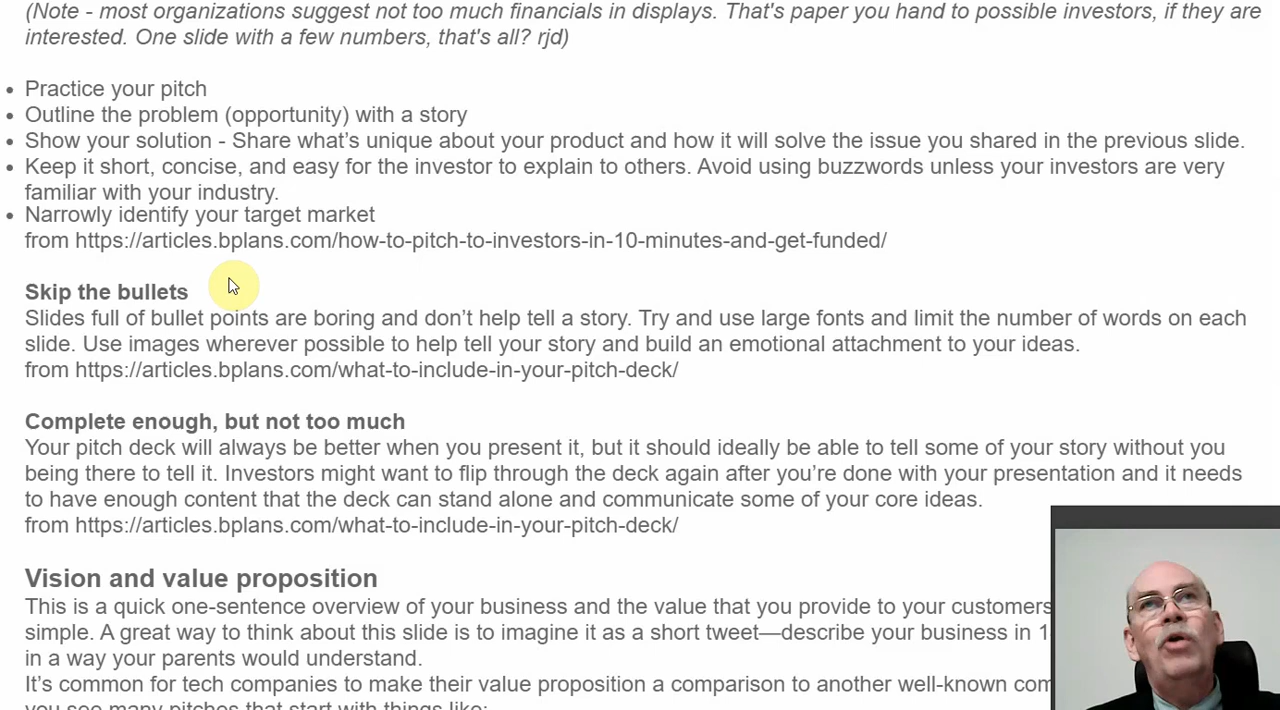 (Note - most organizations suggest not too much financials in displays. That's paper you hand to possible investors, if they are
interested. One slide with a few numbers, that's all? rjd)
• Practice your pitch
• Outline the problem (opportunity) with a story
• Show your solution - Share what’s unique about your product and how it will solve the issue you shared in the previous slide.
• Keep it short, concise, and easy for the investor to explain to others. Avoid using buzzwords unless your investors are very
familiar with your industry.
• Narrowly identify your target market
from https://articles.bplans.com/how-to-pitch-to-investors-in-10-minutes-and-get-funded/
Skip the bullets
Slides full of bullet points are boring and don’t help tell a story. Try and use large fonts and limit the number of words on each
slide. Use images wherever possible to help tell your story and build an emotional attachment to your ideas.
from https://articles.bplans.com/what-to-include-in-your-pitch-deck/
Complete enough, but not too much
Your pitch deck will always be better when you present it, but it should ideally be able to tell some of your story without you
being there to tell it. Investors might want to flip through the deck again after you’re done with your presentation and it needs
to have enough content that the deck can stand alone and communicate some of your core ideas.
from https://articles.bplans.com/what-to-include-in-your-pitch-deck/
Vision and value proposition
This is a quick one-sentence overview of your business and the value that you provide to your customers
simple. A great way to think about this slide is to imagine it as a short tweet—describe your business in
in a way your parents would understand.
It’s common for tech companies to make their value proposition a comparison to another well-known
you see many pitches that start with things like: